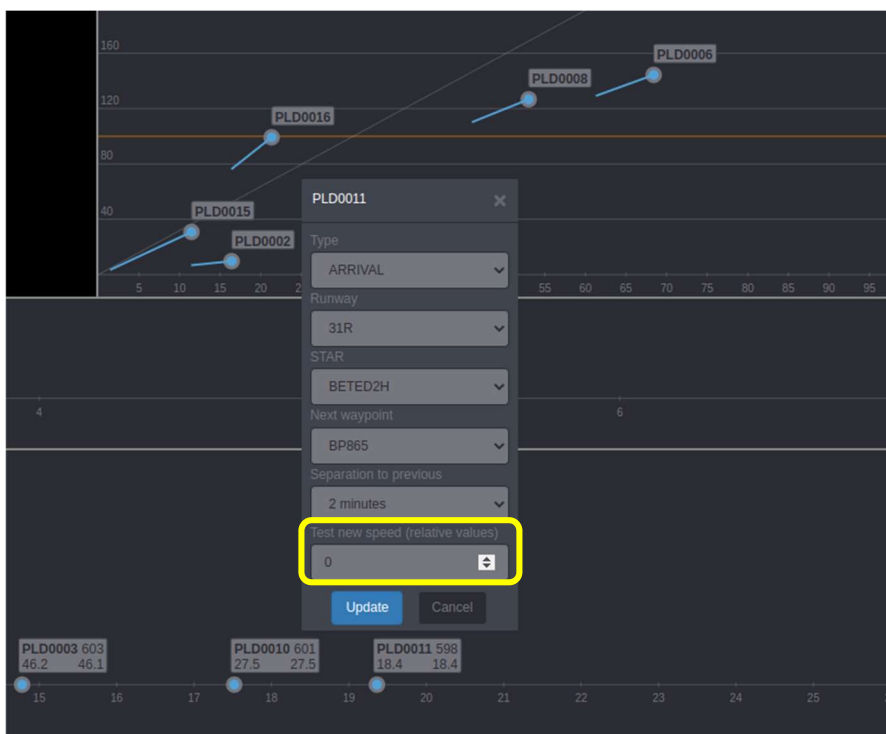 160
PLD0006
PLD0008
120
PLD0016
80
PLD0011 ×
40
PLD0015
PLD0002
Type
ARRIVAL
5 10 15 20 2 55 60 65 70 75 80 85 90 95
Runway
31R
STAR
BETED2H
4 6
Next waypoint
BP865
Separation to previous
2 minutes
Test new speed (relative values)
0
Update Cancel
PLD0003 603 PLD0010 601 PLD0011 598
46.2 46.1 27.5 27.5 18.4 18.4
15 16 17 18 19 20 21 22 23 24 25